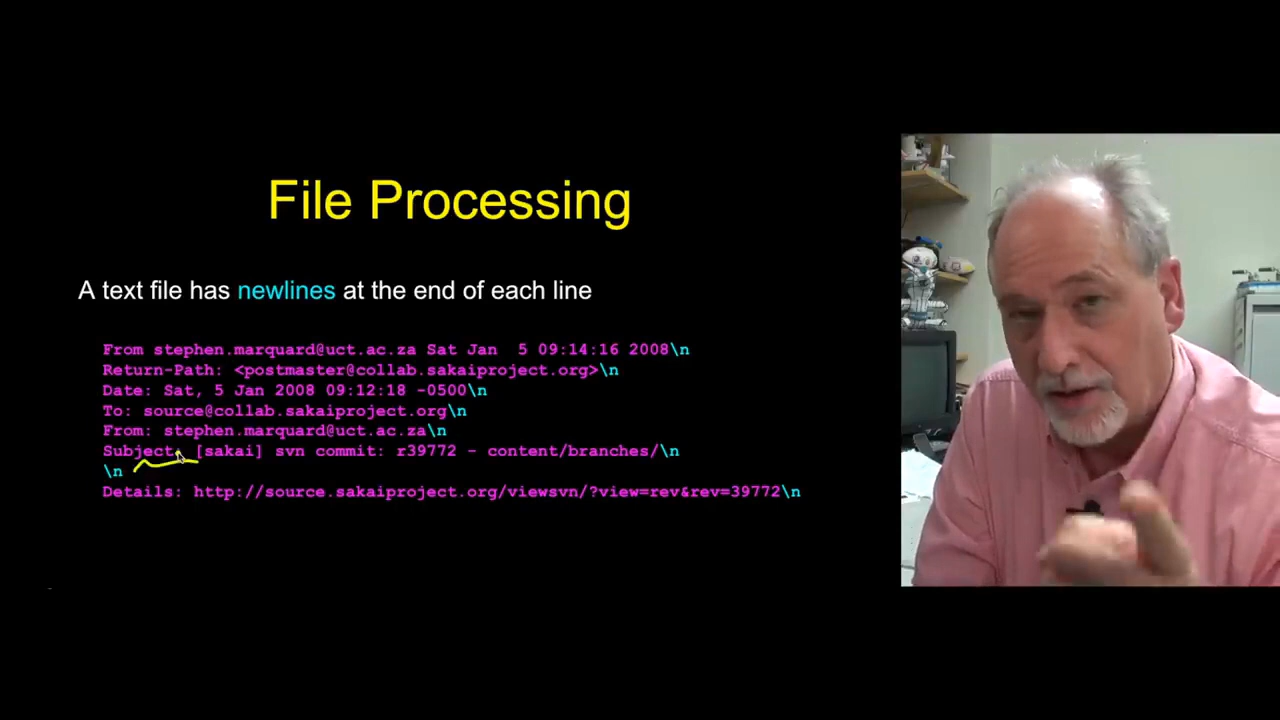 File Processing
A text file has newlines at the end of each line
From stephen.marquard@uct.ac.za Sat Jan  5 09:14:16 2008\n
Return-Path: <postmaster@collab.sakaiproject.org>\n
Date: Sat, 5 Jan 2008 09:12:18 -0500\n
To: source@collab.sakaiproject.org\n
From: stephen.marquard@uct.ac.za\n
Subject: [sakai] svn commit: r39772 - content/branches/\n
\n
Details: http://source.sakaiproject.org/viewsvn/?view=rev&rev=39772\n